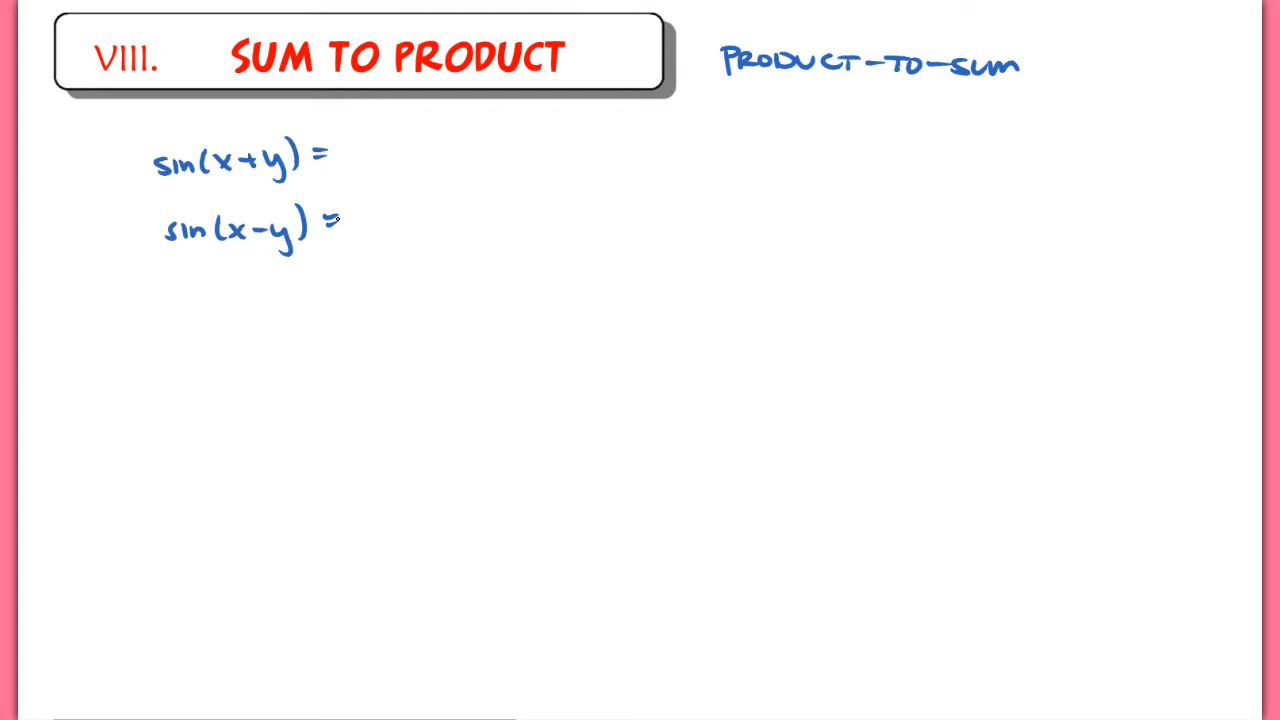 VIII. SUM TO PRODUCT
PRODUCT-TO-SUM
sin(x+y) =
sin(x-y) =